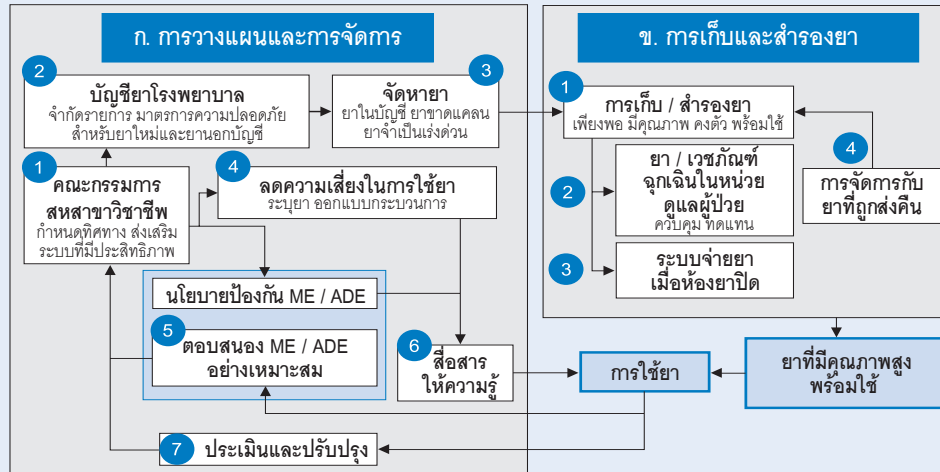 ก. การวางแผนและการจัดการ
2
บัญชียาโรงพยาบาล
จำกัดรายการ มาตรการความปลอดภัย
สำหรับยาใหม่และยานอกบัญชี
3
จัดหายา
ยาในบัญชี ยาขาดแคลน
ยาจำเป็นเร่งด่วน
1
คณะกรรมการ
สหสาขาวิชาชีพ
กำหนดทิศทาง ส่งเสริม
ระบบที่มีประสิทธิภาพ
4
ลดความเสี่ยงในการใช้ยา
ระบุยา ออกแบบกระบวนการ
นโยบายป้องกัน ME / ADE
5
ตอบสนอง ME / ADE
อย่างเหมาะสม
6
สื่อสาร
ให้ความรู้
7
ประเมินและปรับปรุง
ข. การเก็บและสำรองยา
1
การเก็บ / สำรองยา
เพียงพอ มีคุณภาพ คงตัว พร้อมใช้
2
ยา / เวชภัณฑ์
ฉุกเฉินในหน่วย
ดูแลผู้ป่วย
ควบคุม ทดแทน
3
ระบบจ่ายยา
เมื่อห้องยาปิด
4
การจัดการกับ
ยาที่ถูกส่งคืน
การใช้ยา
ยาที่มีคุณภาพสูง
พร้อมใช้